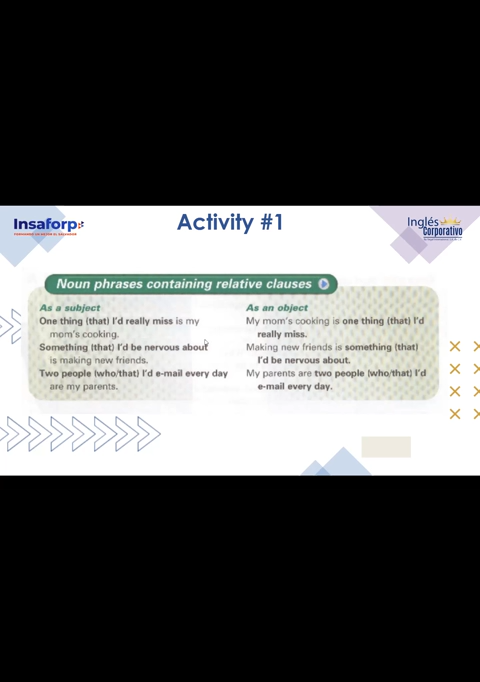 Insaforp
Activity #1
Inglés
Corporativo
Noun phrases containing relative clauses
As a subject
One thing (that) I'd really miss is my
mom's cooking.
Something (that) I'd be nervous about
is making new friends.
Two people (who/that) I'd e-mail every day
are my parents.
As an object
My mom's cooking is one thing (that) I'd
really miss.
Making new friends is something (that)
I'd be nervous about.
My parents are two people (who/that) I'd
e-mail every day.